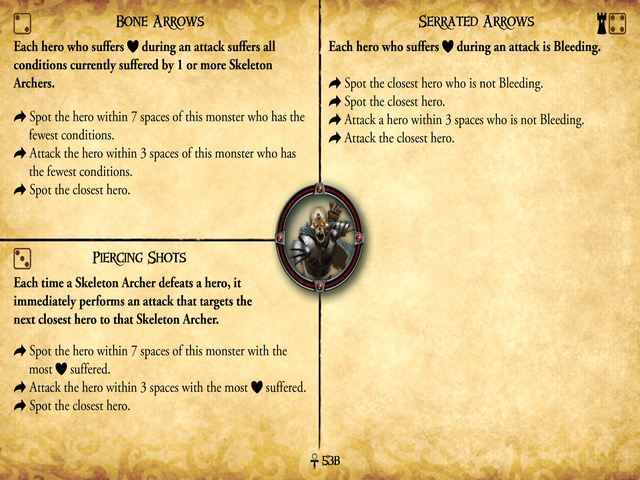 Bone Arrows
Each hero who suffers ♥ during an attack suffers all
conditions currently suffered by 1 or more Skeleton
Archers.
Spot the hero within 7 spaces of this monster who has the
fewest conditions.
Attack the hero within 3 spaces of this monster who has
the fewest conditions.
Spot the closest hero.
Serrated Arrows
Each hero who suffers ♥ during an attack is Bleeding.
Spot the closest hero who is not Bleeding.
Spot the closest hero.
Attack a hero within 3 spaces who is not Bleeding.
Attack the closest hero.
Piercing Shots
Each time a Skeleton Archer defeats a hero, it
immediately performs an attack that targets the
next closest hero to that Skeleton Archer.
Spot the hero within 7 spaces of this monster with the
most ♥ suffered.
Attack the hero within 3 spaces with the most ♥ suffered.
Spot the closest hero.
53B